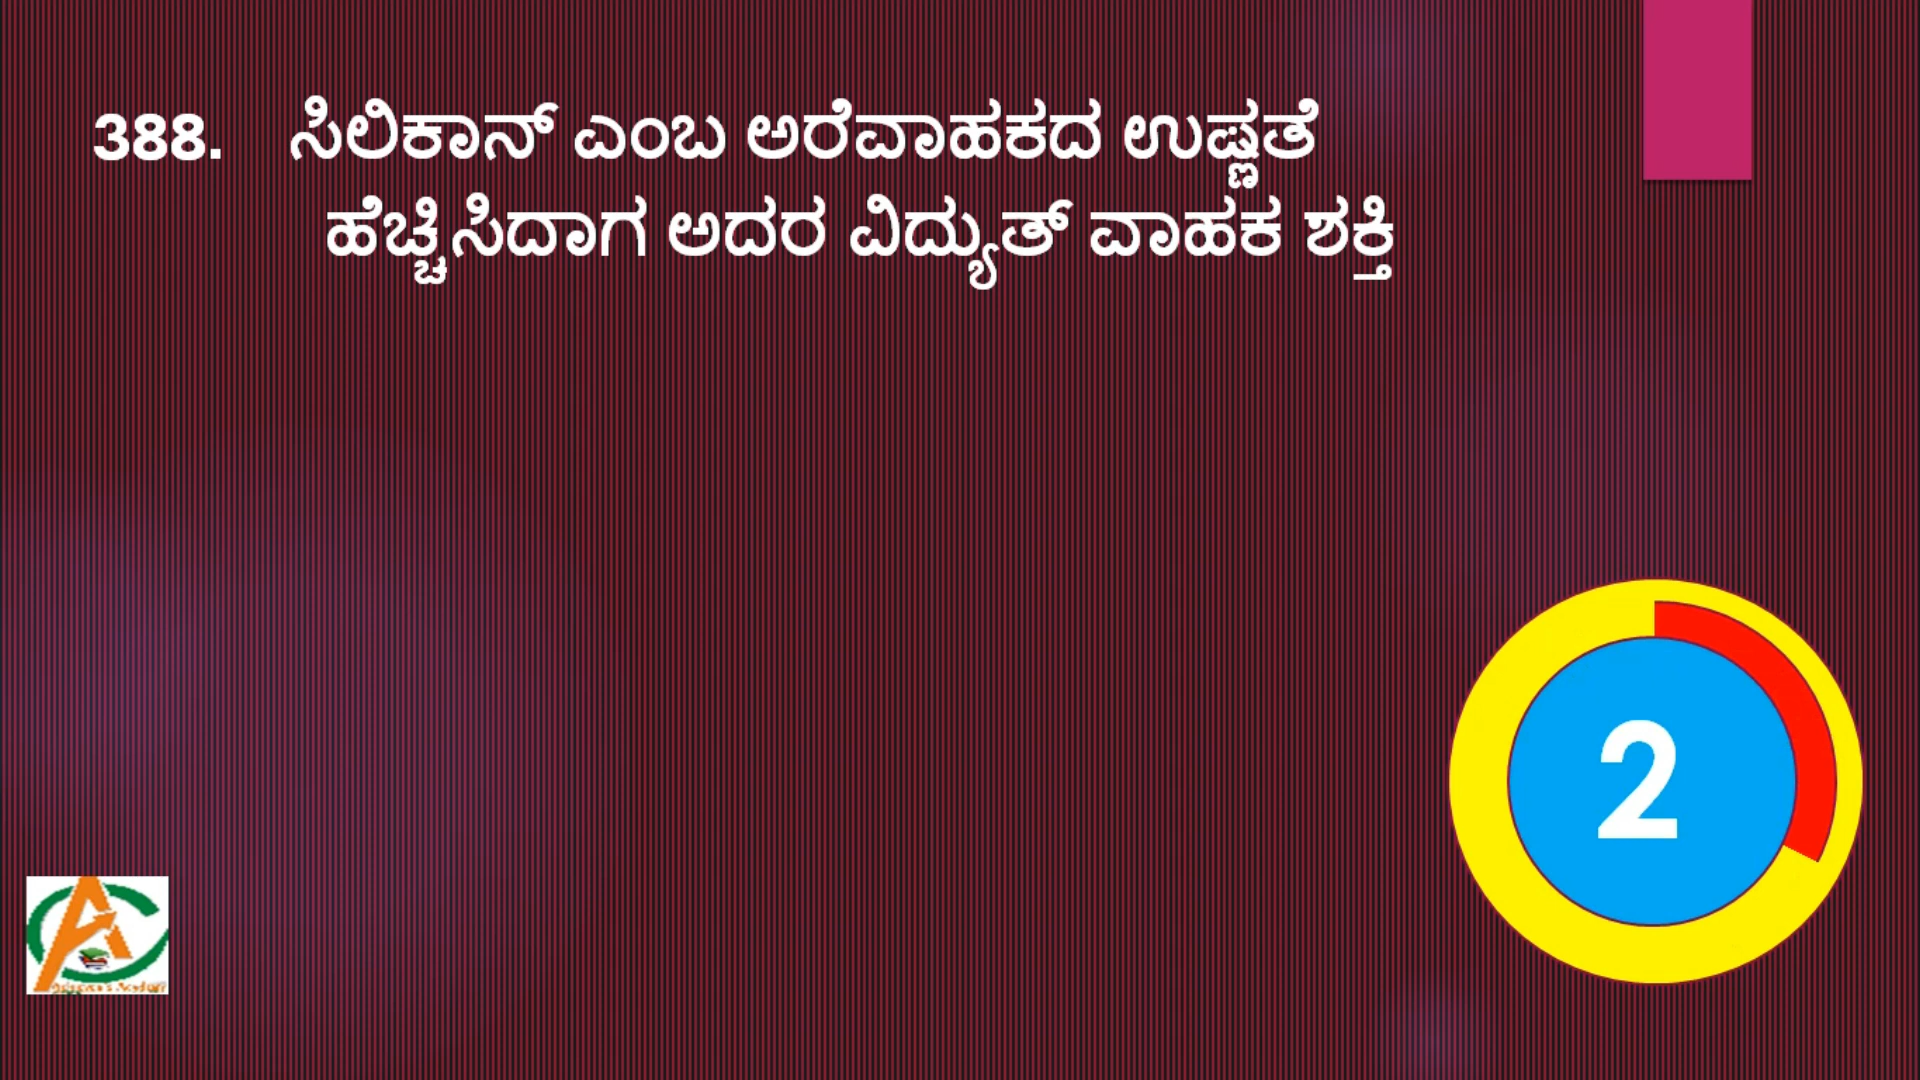 388. ಸಿಲಿಕಾನ್ ಎಂಬ ಅರೆವಾಹಕದ ಉಷ್ಣತೆ
ಹೆಚ್ಚಿಸಿದಾಗ ಅದರ ವಿದ್ಯುತ್ ವಾಹಕ ಶಕ್ತಿ
2